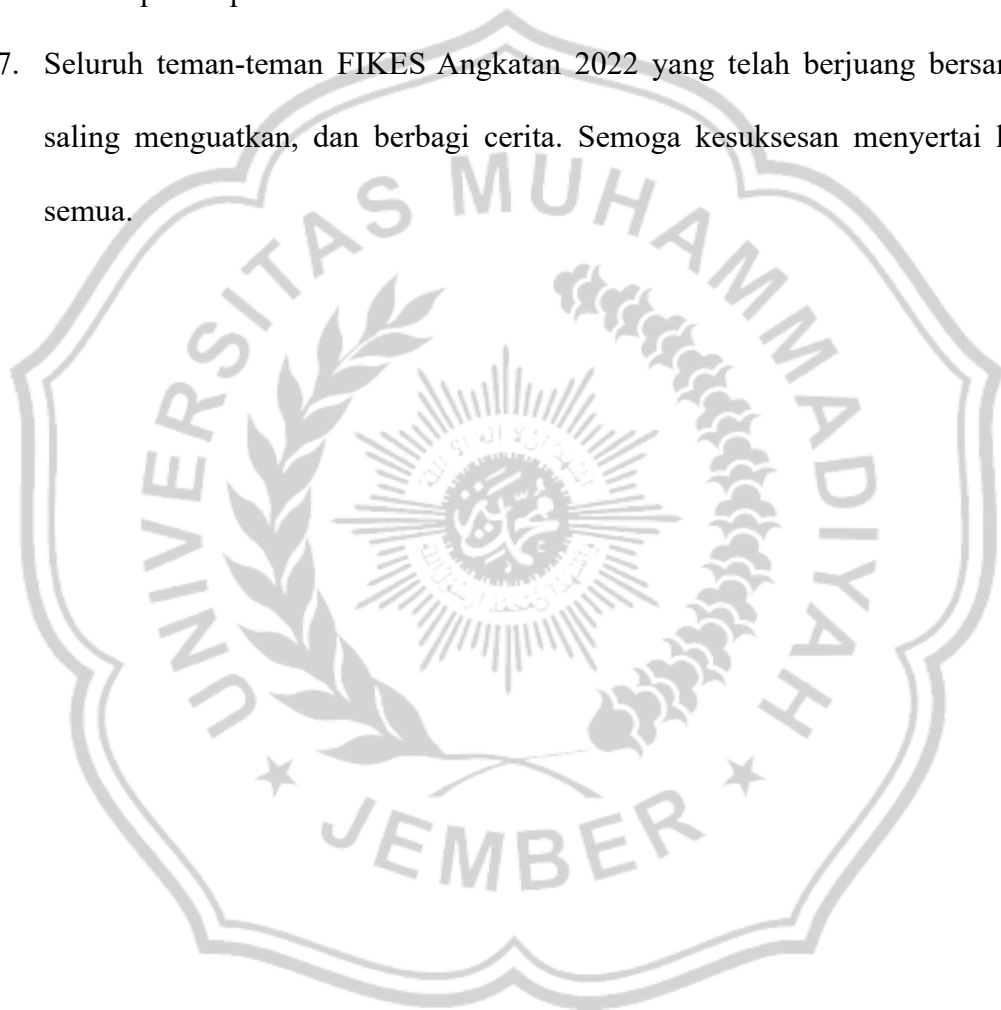 7. Seluruh teman-teman FIKES Angkatan 2022 yang telah berjuang
saling menguatkan, dan berbagi cerita. Semoga kesuksesan menyertai
semua.
UNIVERSITAS MUHAMMADIYAH
JEMBER